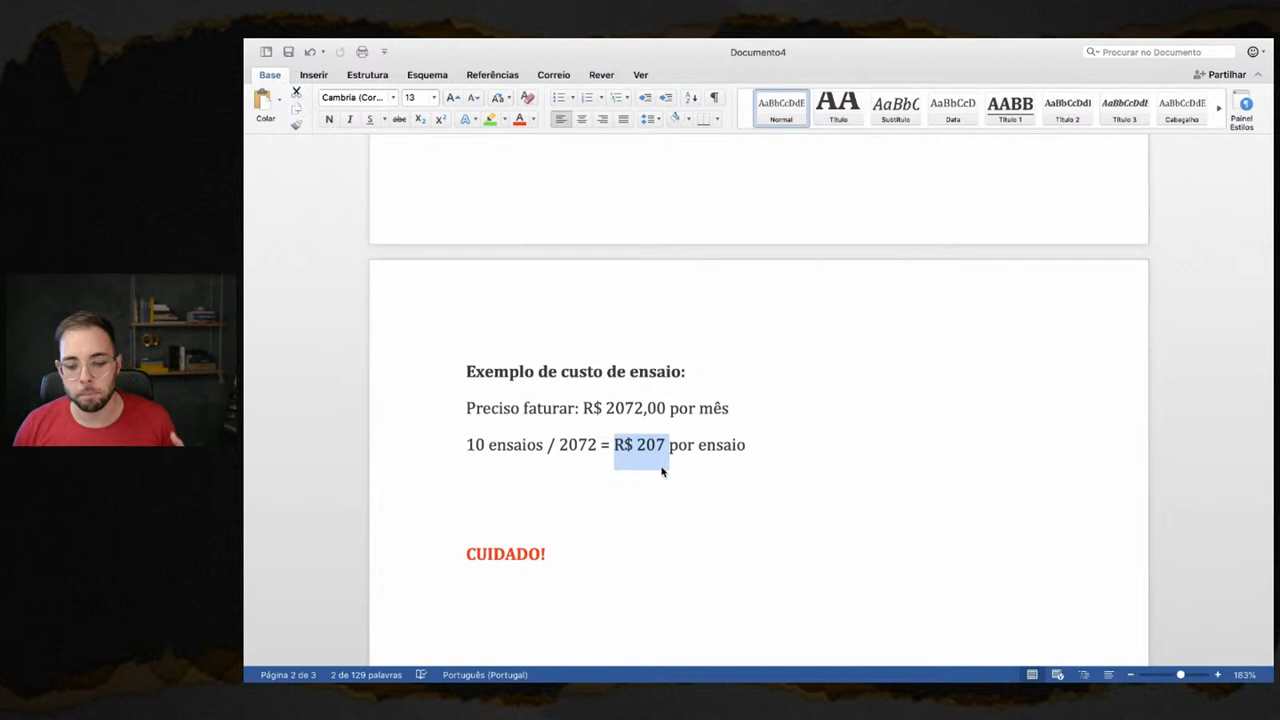 Documento4
Procurar no Documento
Base Inserir Estrutura Esquema Referências Correio Rever Ver
Partilhar
Colar
Cambria (Cor... 13
N I S abc X₂ X²
AaBbCcDdE AA AaBbC AaBbCcD AABB AaBbCcDdI AaBbCcDdI AaBbCcDdE
Normal Título Subtítulo Data Título 1 Título 2 Título 3 Cabeçalho
Painel
Estilos
Exemplo de custo de ensaio:
Preciso faturar: R$ 2072,00 por mês
10 ensaios / 2072 = R$ 207 por ensaio
CUIDADO!
Página 2 de 3 2 de 129 palavras Português (Portugal) 183%